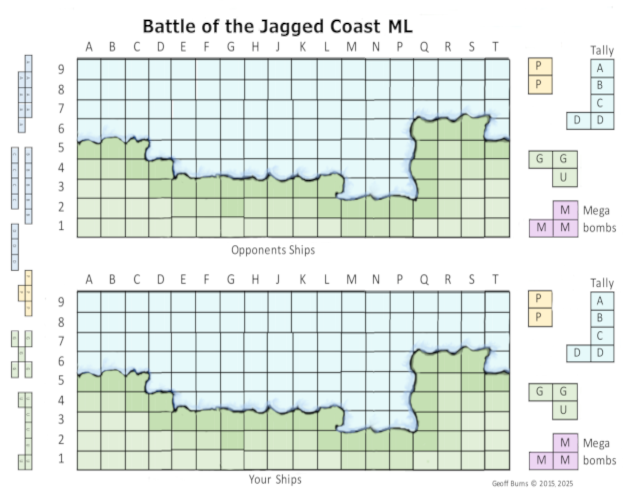 Battle of the Jagged Coast ML
A B C D E F G H J K L M N P Q R S T
Tally
9
8
7
6
5
4
3
2
1
P
P
A
B
C
D D
G G
U
M Mega
M M bombs
Opponents Ships
A B C D E F G H J K L M N P Q R S T
Tally
9
8
7
6
5
4
3
2
1
P
P
A
B
C
D D
G G
U
M Mega
M M bombs
Your Ships
Geoff Burns © 2015, 2025